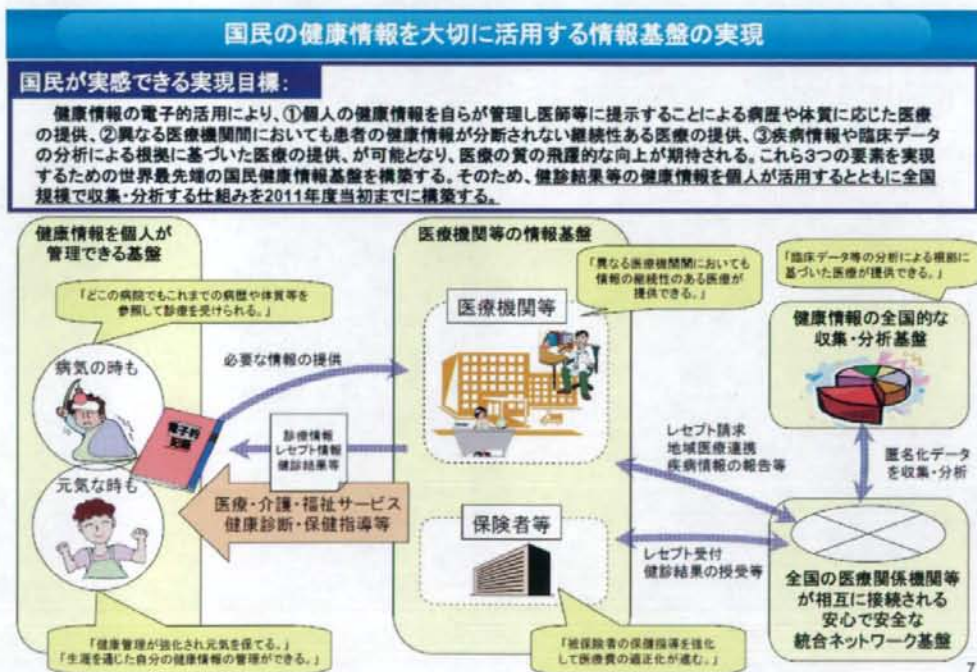 国民の健康情報を大切に活用する情報基盤の実現
国民が実感できる実現目標：
健康情報の電子的活用により、①個人の健康情報を自らが管理し医師等に提示することによる病歴や体質に応じた医療
の提供、②異なる医療機関間においても患者の健康情報が分断されない継続性ある医療の提供、③疾病情報や臨床データ
の分析による根拠に基づいた医療の提供、が可能となり、医療の質の飛躍的な向上が期待される。これら3つの要素を実現
するための世界最先端の国民健康情報基盤を構築する。そのため、健診結果等の健康情報を個人が活用するとともに全国
規模で収集・分析する仕組みを2011年度当初までに構築する。
健康情報を個人が
管理できる基盤
「どこの病院でもこれまでの病歴や体質等を
参照して診療を受けられる。」
病気の時も
電子的
元気な時も
「健康管理が強化され元気を保てる。」
「生涯を通じた自分の健康情報の管理ができる。」
必要な情報の提供
診療情報
レセプト情報
健診結果等
医療・介護・福祉サービス
健康診断・保健指導等
医療機関等の情報基盤
「異なる医療機関間においても
情報の継続性のある医療が
提供できる。」
医療機関等
保険者等
「被保険者の保健指導を強化
して医療費の適正化が進む。」
レセプト請求
地域医療連携
疾病情報の報告等
レセプト受付
健診結果の授受等
「臨床データ等の分析による根拠に
基づいた医療が提供できる。」
健康情報の全国的な
収集・分析基盤
匿名化データ
を収集・分析
全国の医療関係機関等
が相互に接続される
安心で安全な
統合ネットワーク基盤
7